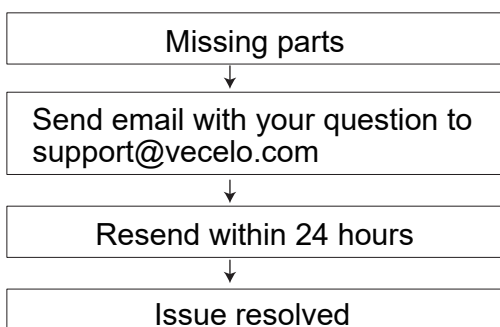 Missing parts
Send email with your question to
support@vecelo.com
Resend within 24 hours
Issue resolved